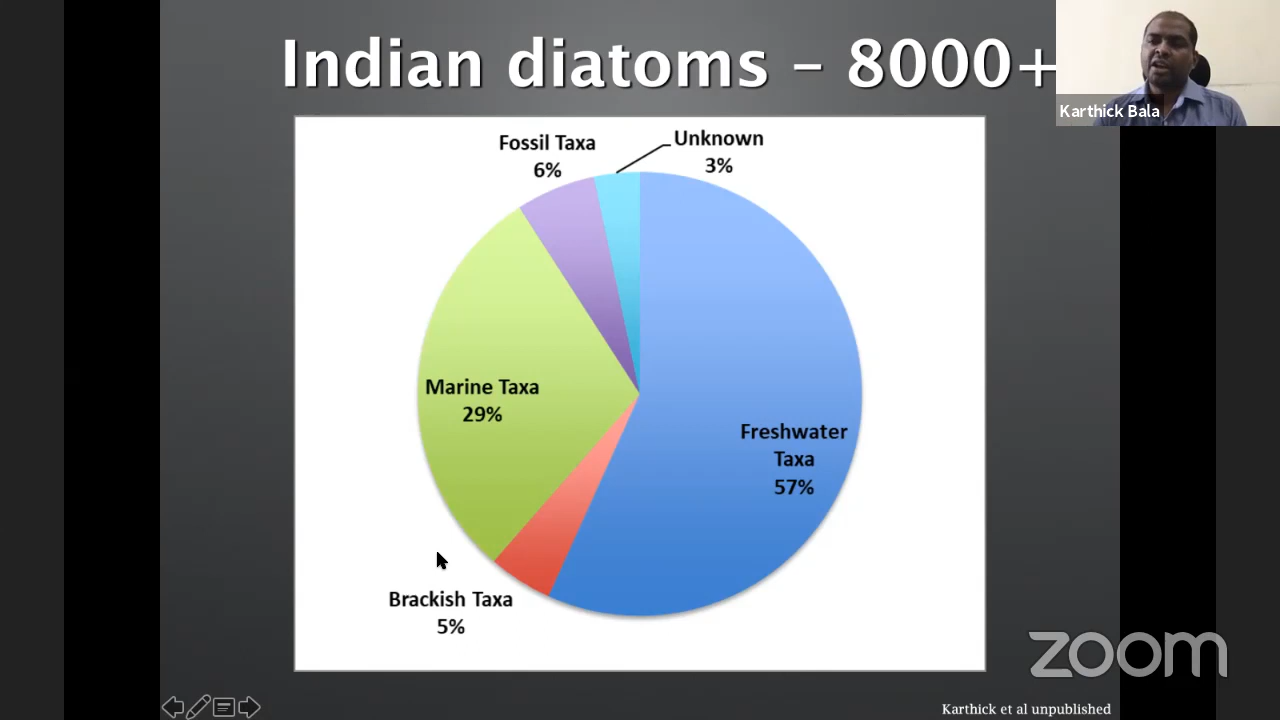 Indian diatoms – 8000+
Karthick Bala
Fossil Taxa
6%
Unknown
3%
Marine Taxa
29%
Freshwater
Taxa
57%
Brackish Taxa
5%
zoom
Karthick et al unpublished